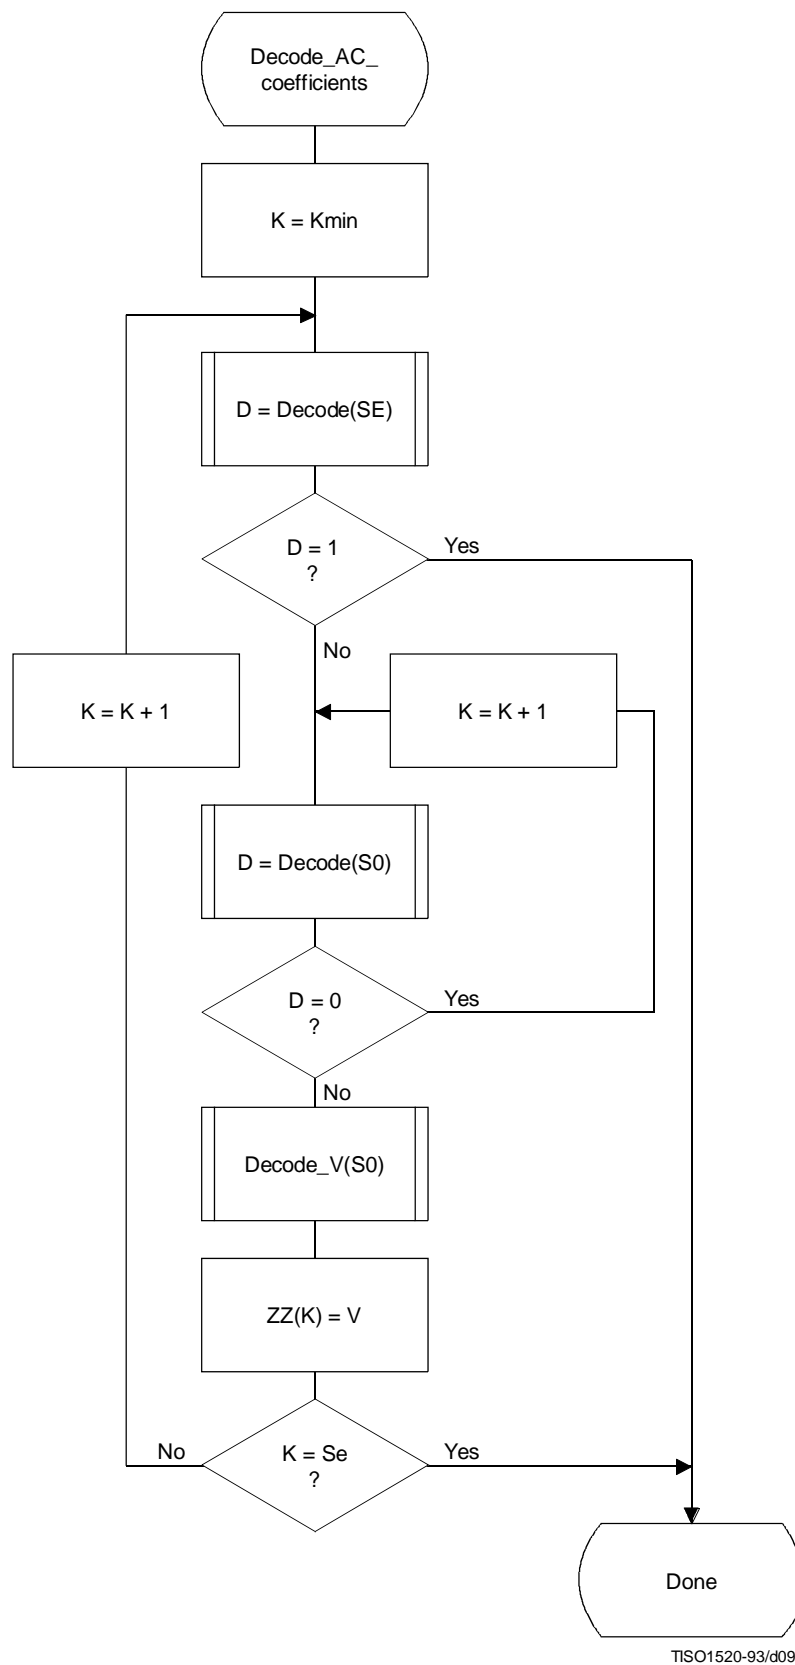 Decode_AC_
coefficients
K = Kmin
D = Decode(SE)
D = 1
?
Yes
No
K = K + 1
K = K + 1
D = Decode(S0)
D = 0
?
Yes
No
Decode_V(S0)
ZZ(K) = V
No
K = Se
?
Yes
Done
TISO1520-93/d09